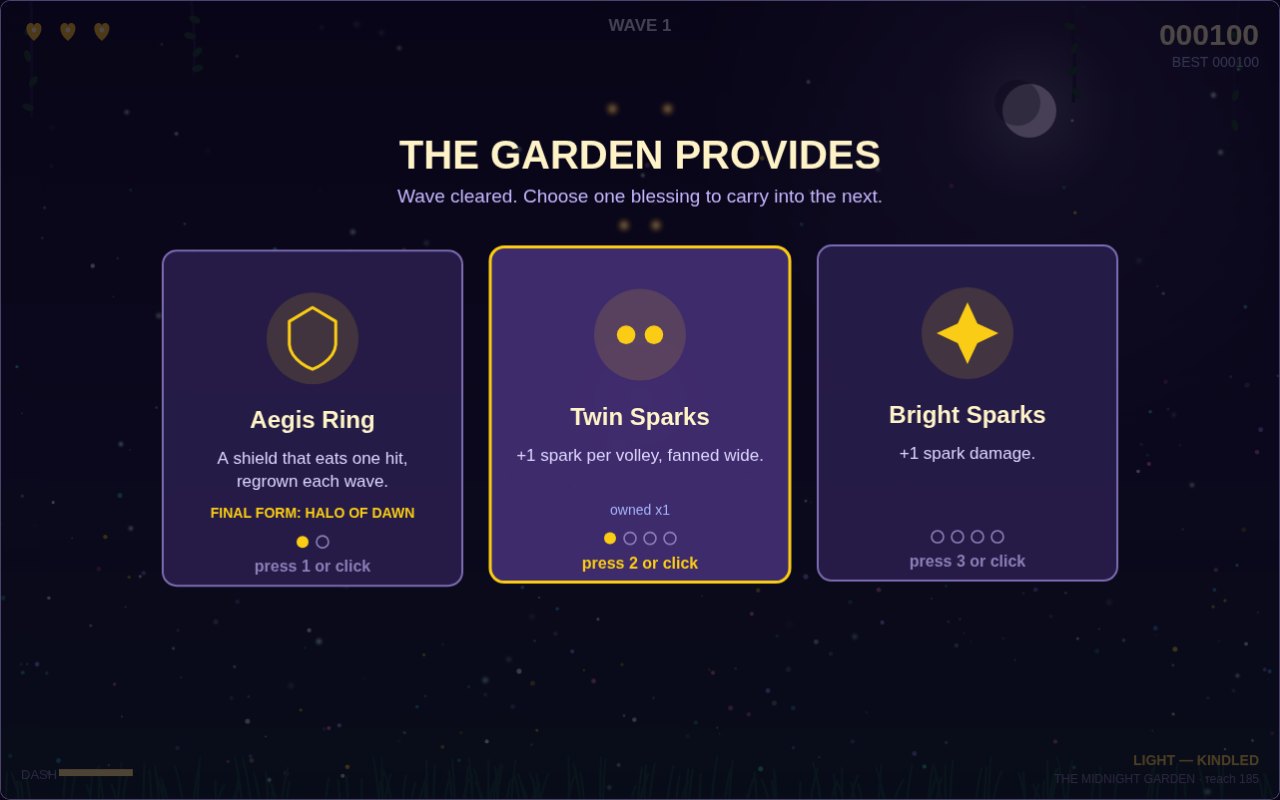 WAVE 1
000100
BEST 000100
THE GARDEN PROVIDES
Wave cleared. Choose one blessing to carry into the next.
Aegis Ring
A shield that eats one hit,
regrown each wave.
FINAL FORM: HALO OF DAWN
press 1 or click
Twin Sparks
+1 spark per volley, fanned wide.
owned x1
press 2 or click
Bright Sparks
+1 spark damage.
press 3 or click
DASH
LIGHT — KINDLED
THE MIDNIGHT GARDEN · reach 185